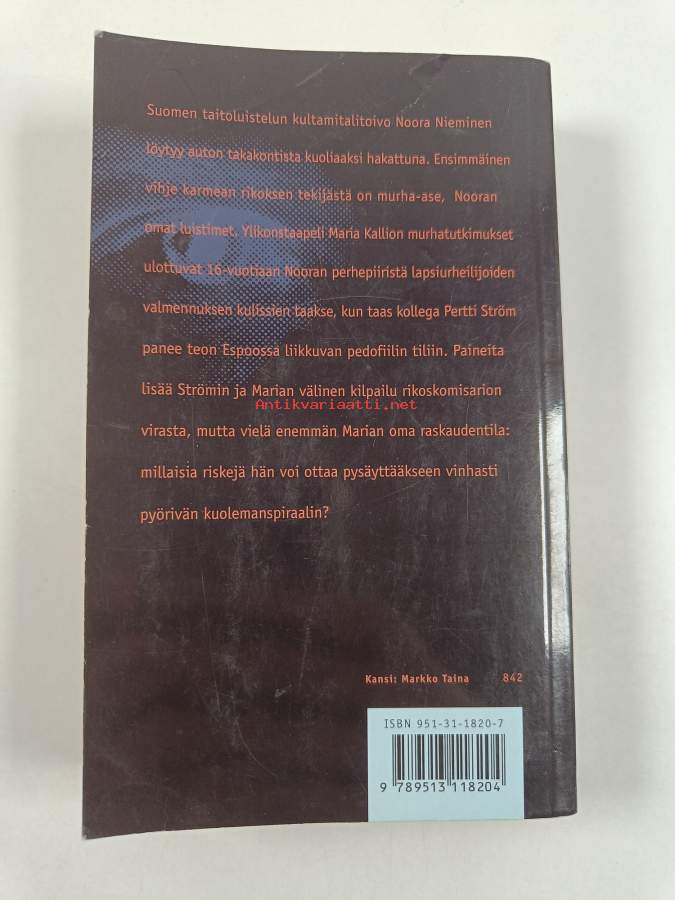 Suomen taitoluistelun kultamitalitoivo Noora Nieminen
löytyy auton takakontista kuoliaaksi hakattuna. Ensimmäinen
vihje karmean rikoksen tekijästä on murha-ase, Nooran
omat luistimet. Ylikonstaapeli Maria Kallion murhatutkimukset
ulottuvat 16-vuotiaan Nooran perhepiiristä lapsiurheilijoiden
valmennuksen kulissien taakse, kun taas kollega Pertti Ström
panee teon Espoossa liikkuvan pedofiilin tiliin. Paineita
lisää Strömin ja Marian välinen kilpailu rikoskomisarion
Antikvariaatti.net
virasta, mutta vielä enemmän Marian oma raskaudentila:
millaisia riskejä hän voi ottaa pysäyttääkseen vinhasti
pyörivän kuolemanspiraalin?
Kansi: Markko Taina 842
ISBN 951-31-1820-7
9 789513 118204